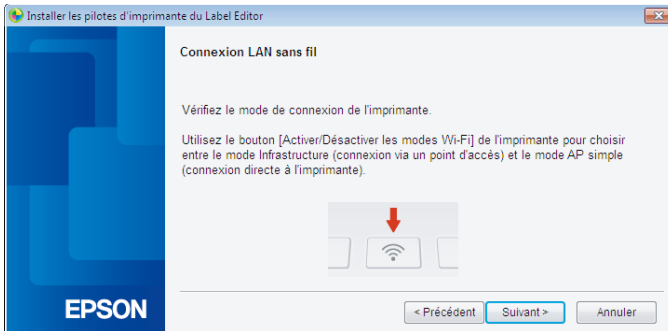 Installer les pilotes d'imprimante du Label Editor
Connexion LAN sans fil
Vérifiez le mode de connexion de l'imprimante.
Utilisez le bouton [Activer/Désactiver les modes Wi-Fi] de l'imprimante pour choisir
entre le mode Infrastructure (connexion via un point d'accès) et le mode AP simple
(connexion directe à l'imprimante).
EPSON
< Précédent
Suivant >
Annuler